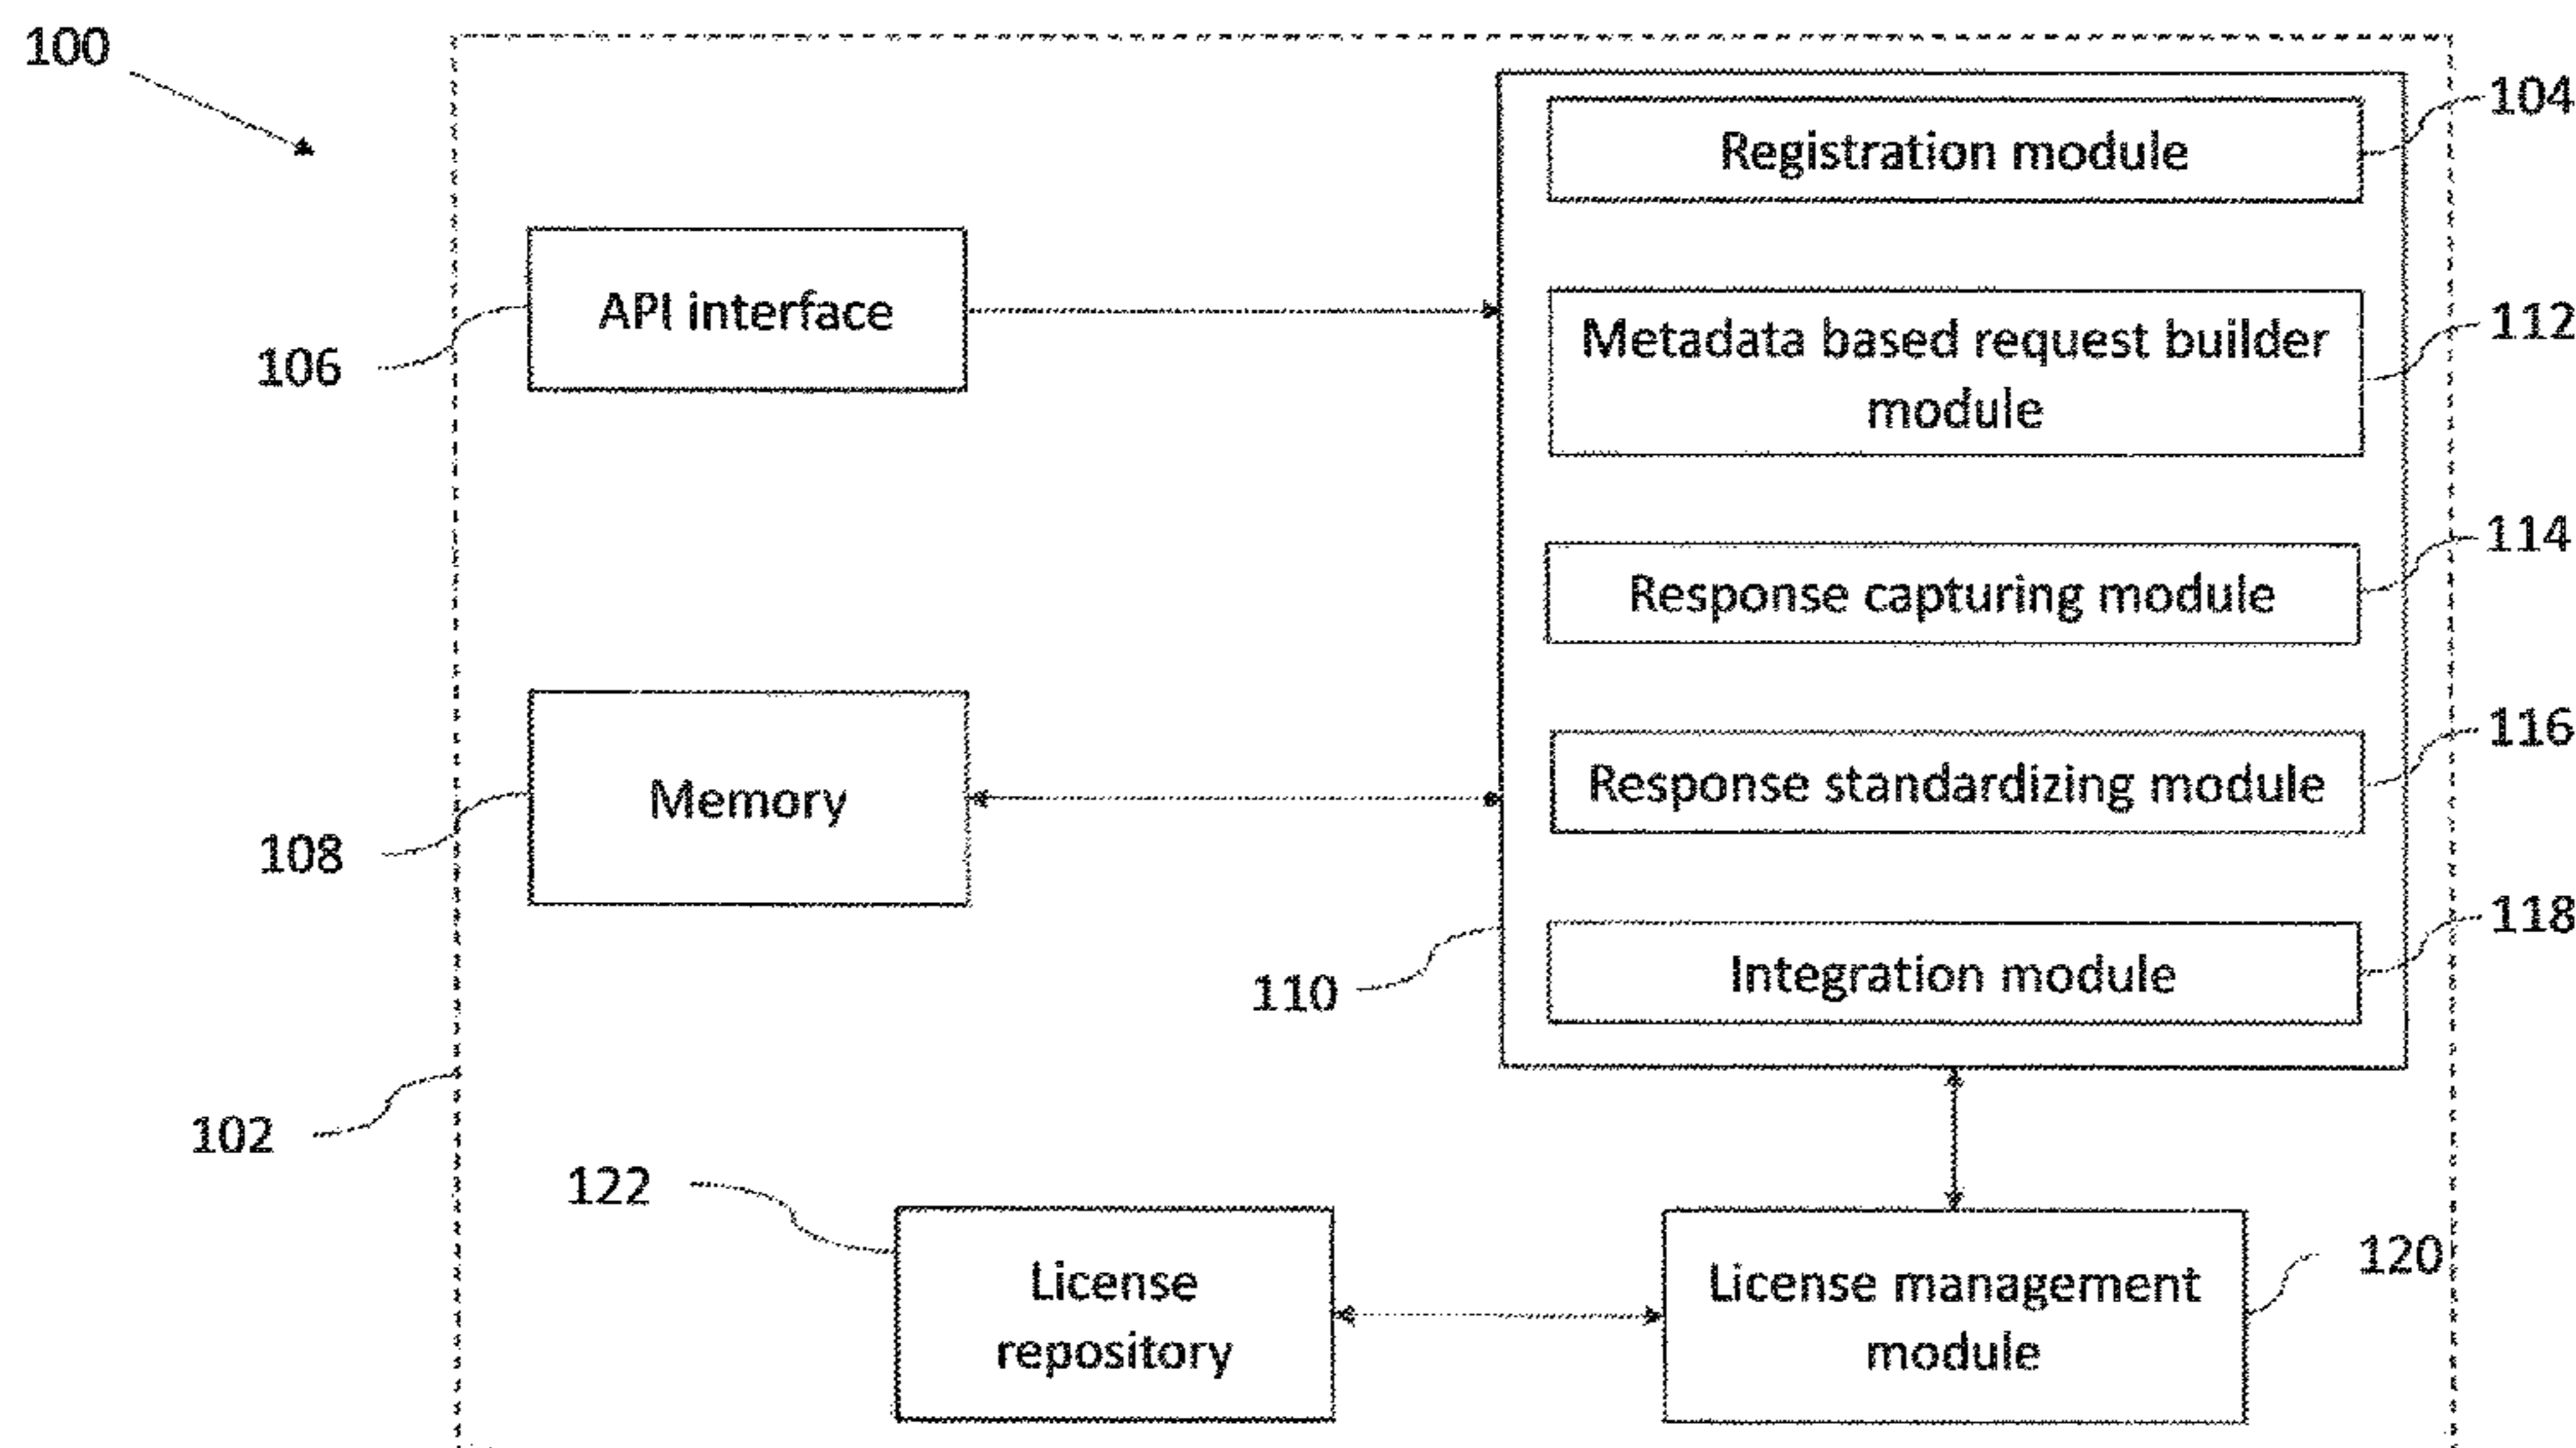 100
Registration module
104
API interface
106
Metadata based request builder
module
112
Response capturing module
114
Memory
108
Response standardizing module
116
Integration module
118
110
102
122
License
repository
License management
module
120